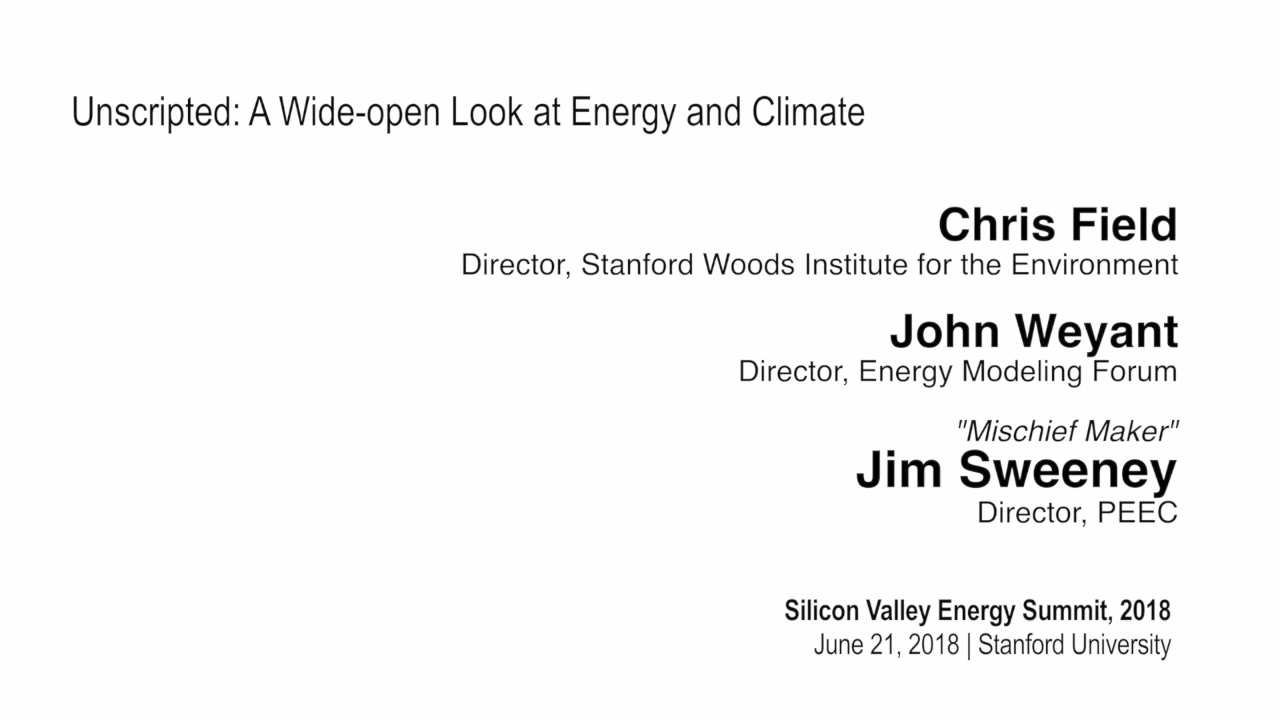 Unscripted: A Wide-open Look at Energy and Climate
Chris Field
Director, Stanford Woods Institute for the Environment
John Weyant
Director, Energy Modeling Forum
"Mischief Maker"
Jim Sweeney
Director, PEEC
Silicon Valley Energy Summit, 2018
June 21, 2018 | Stanford University